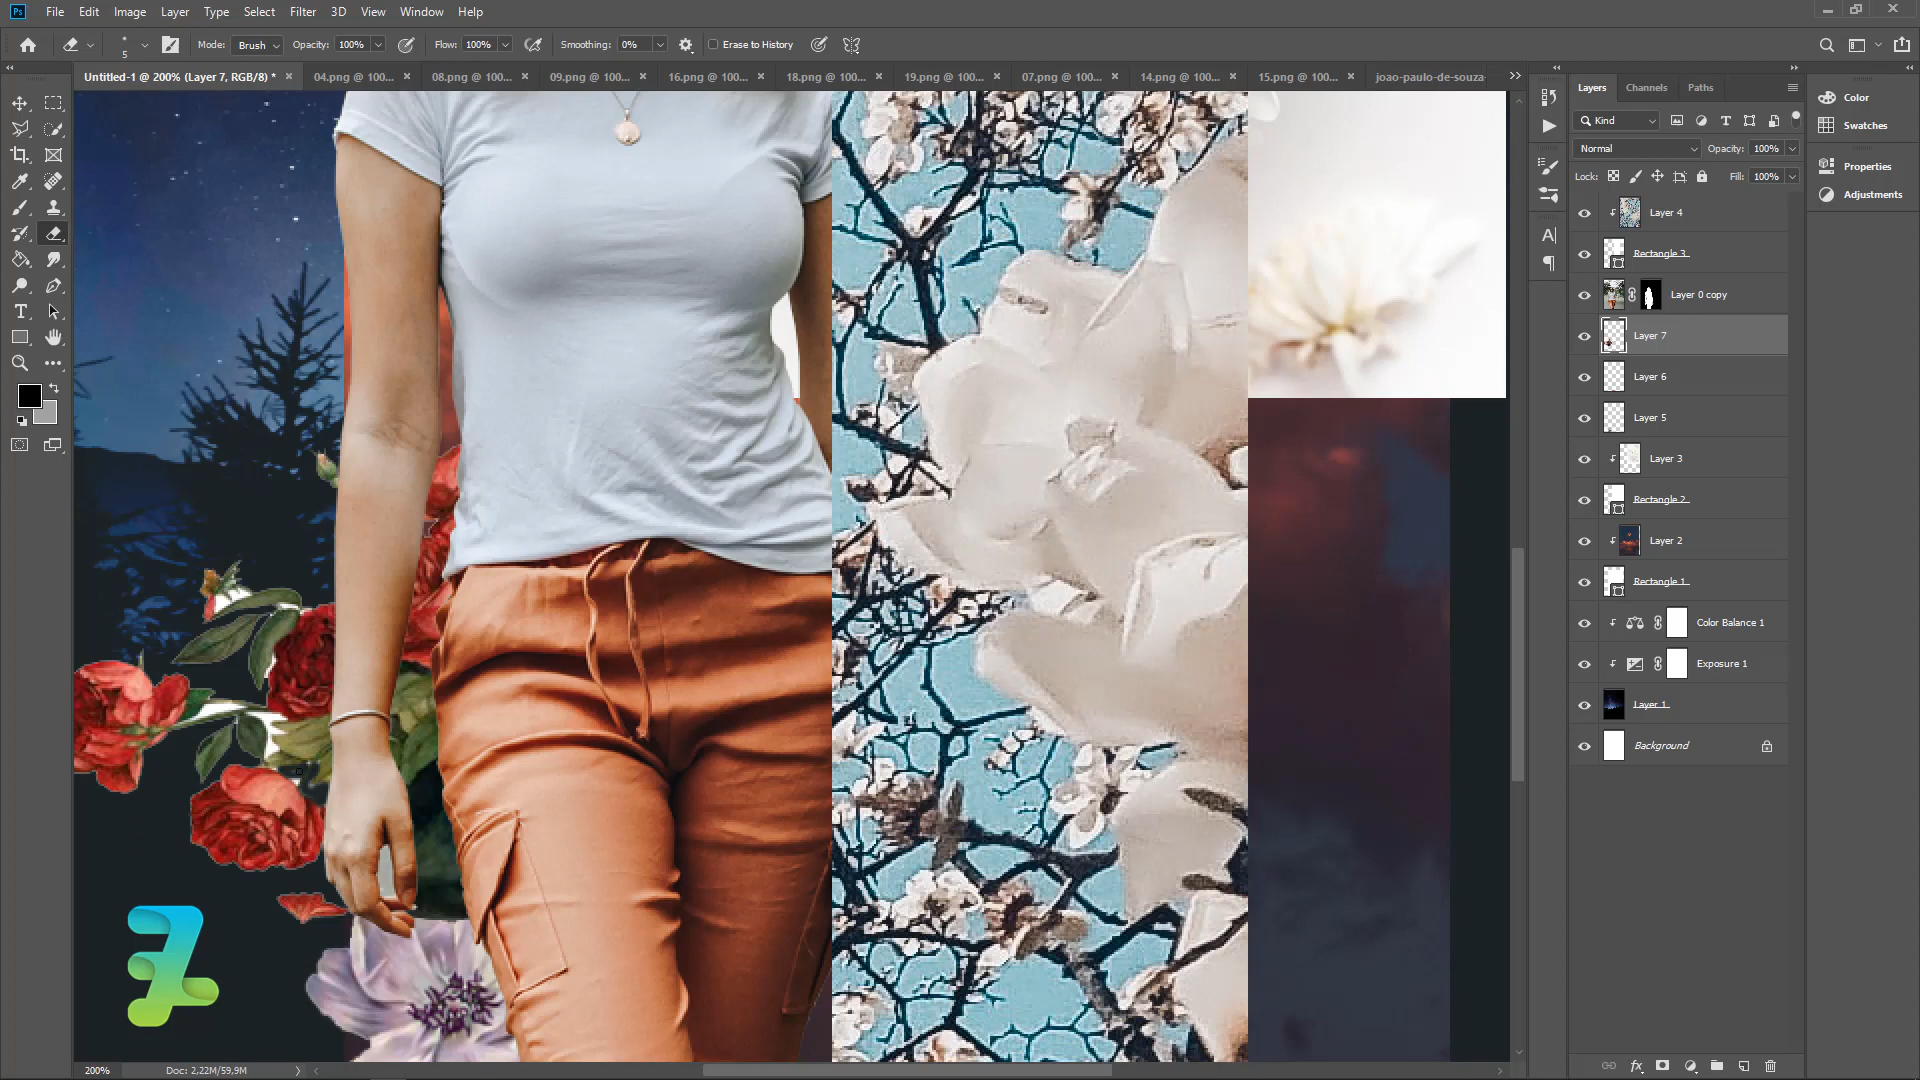 Ps File Edit Image Layer Type Select Filter 3D View Window Help
5 Mode: Brush Opacity: 100% Flow: 100% Smoothing: 0% Erase to History
Untitled-1 @ 200% (Layer 7, RGB/8) * 04.png @ 100... 08.png @ 100... 09.png @ 100... 16.png @ 100... 18.png @ 100... 19.png @ 100... 07.png @ 100... 14.png @ 100... 15.png @ 100... joao-paulo-de-souza-
Layers Channels Paths
Color
Swatches
Properties
Adjustments
Kind
Normal Opacity: 100%
Lock: Fill: 100%
Layer 4
Rectangle 3
Layer 0 copy
Layer 7
Layer 6
Layer 5
Layer 3
Rectangle 2
Layer 2
Rectangle 1
Color Balance 1
Exposure 1
Layer 1
Background
200% Doc: 2,22M/59,9M